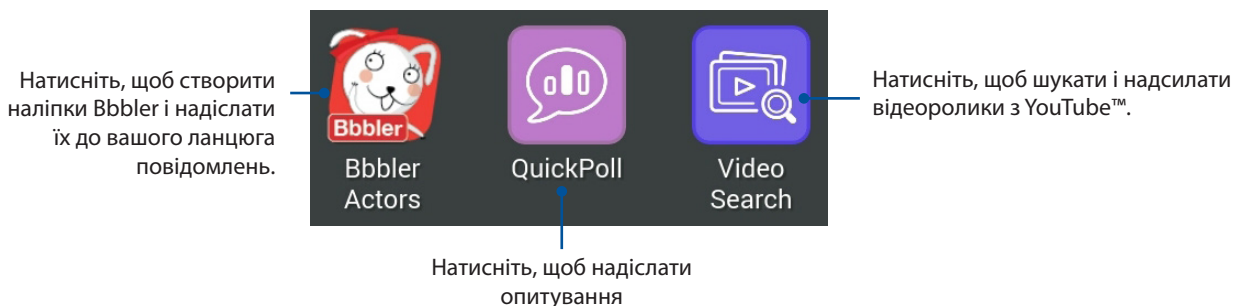 Натисніть, щоб створити
наліпки Bbbler і надіслати
їх до вашого ланцюга
повідомлень.
Bbbler
Bbbler
Actors
QuickPoll
Video
Search
Натисніть, щоб шукати і надсилати
відеоролики з YouTube™.
Натисніть, щоб надіслати
опитування